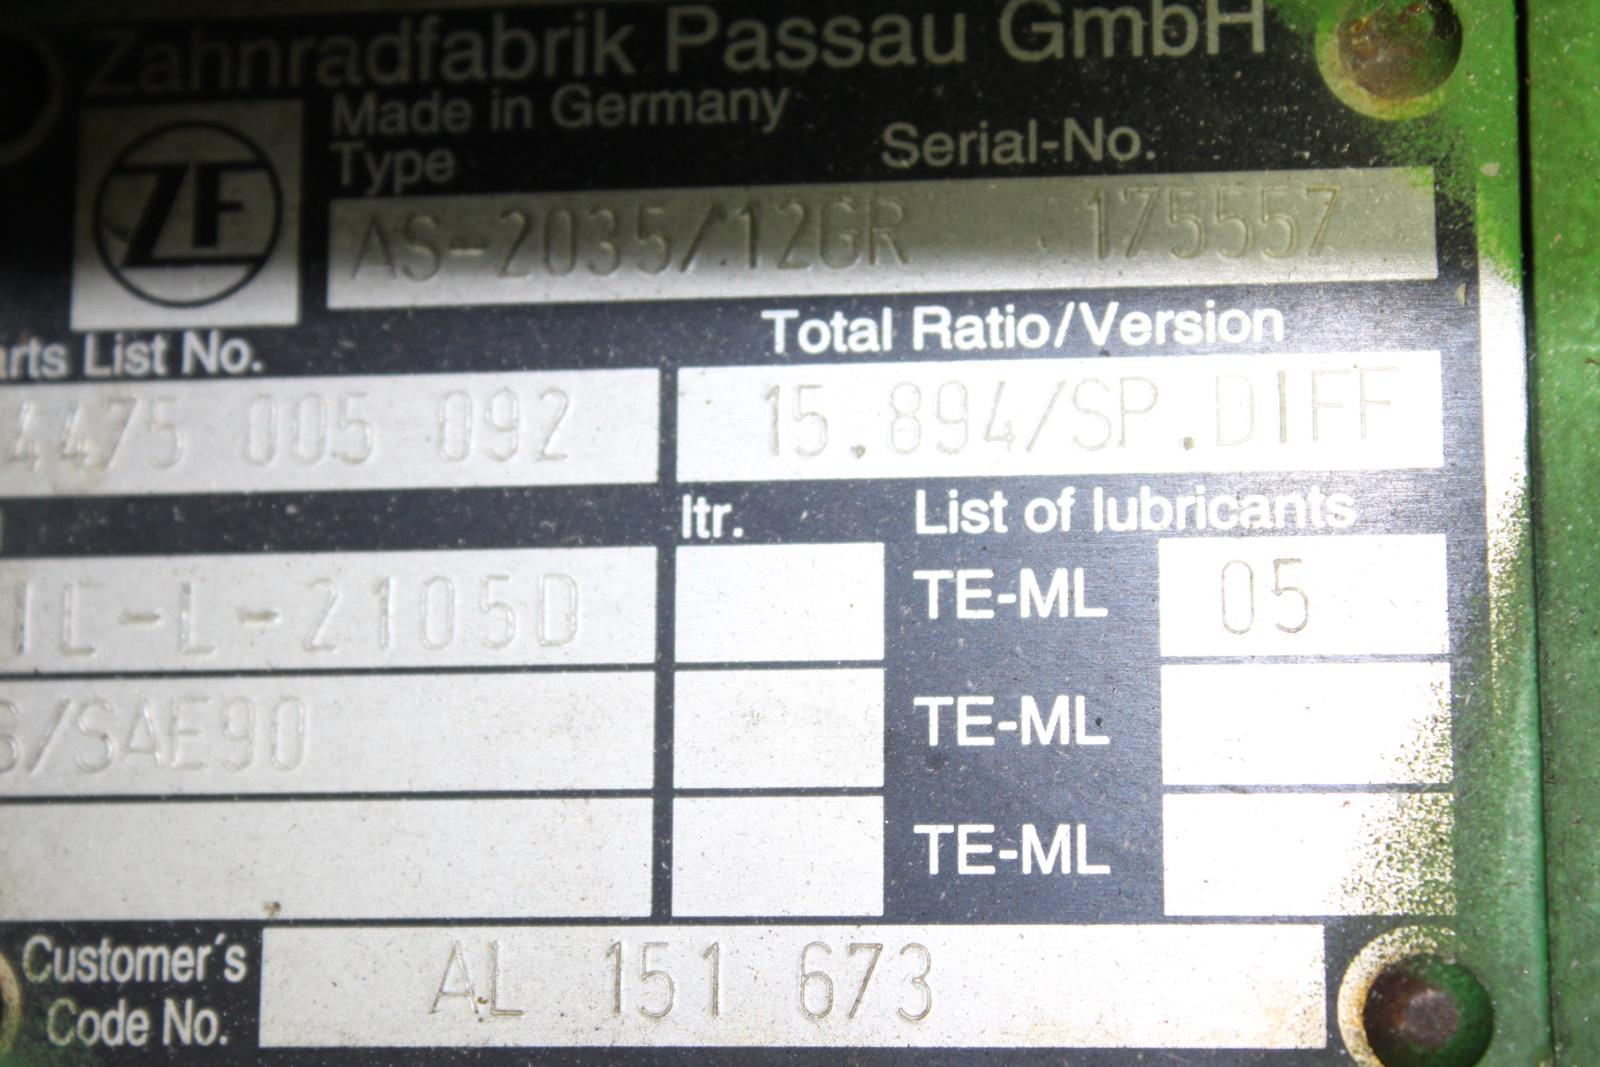 Zahnradfabrik Passau GmbH
Made in Germany
ZF
Type Serial-No.
AS-2035/12GR 175557
arts List No. Total Ratio/Version
4475 005 092 15.894/SP.DIFF
ltr. List of lubricants
IL-L-2105D TE-ML 05
/SAE90 TE-ML
TE-ML
Customer´s
Code No. AL 151 673